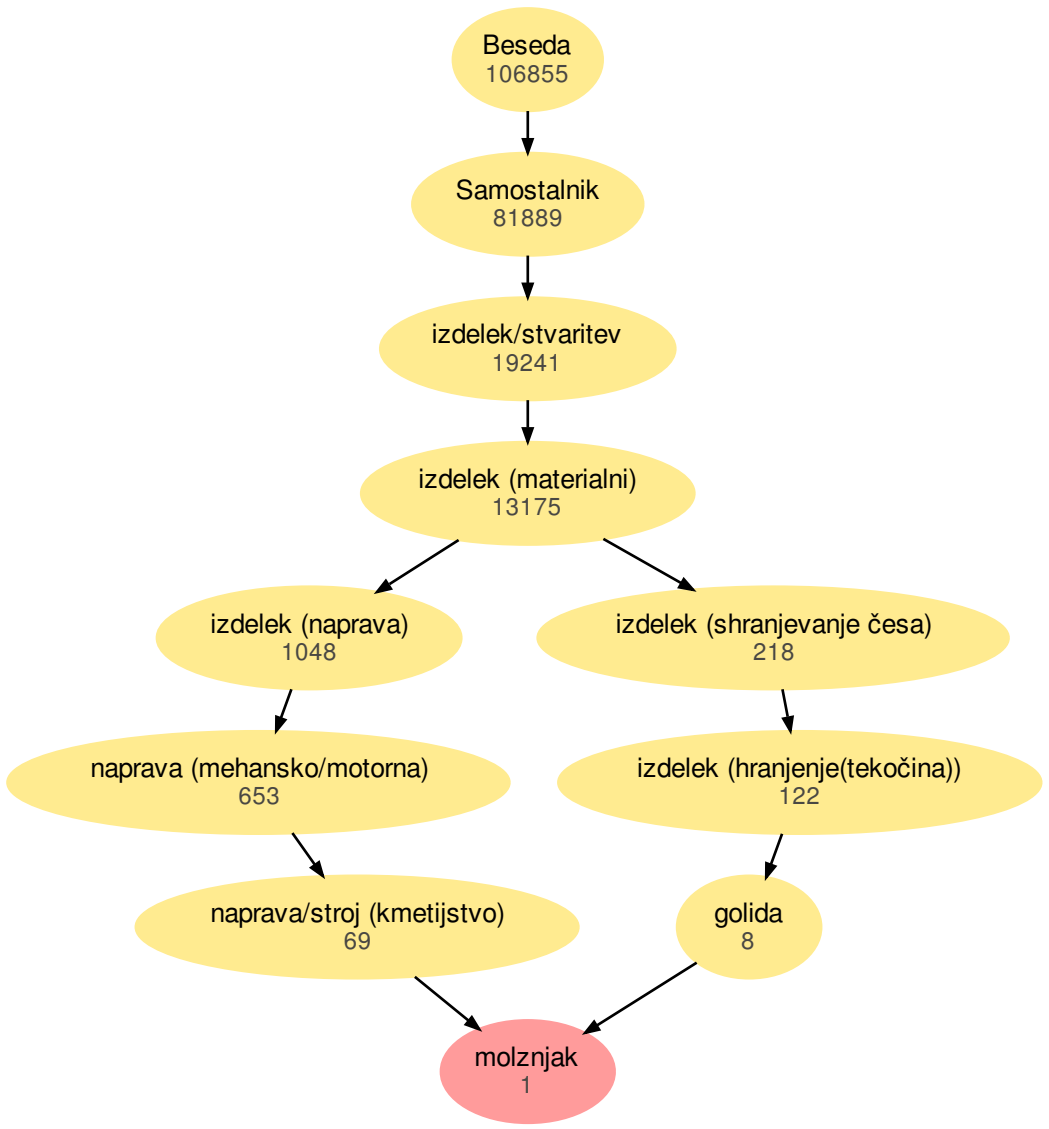 Beseda
106855
Samostalnik
81889
izdelek/stvaritev
19241
izdelek (materialni)
13175
izdelek (naprava)
1048
izdelek (shranjevanje česa)
218
naprava (mehansko/motorna)
653
izdelek (hranjenje(tekočina))
122
naprava/stroj (kmetijstvo)
69
golida
8
molznjak
1